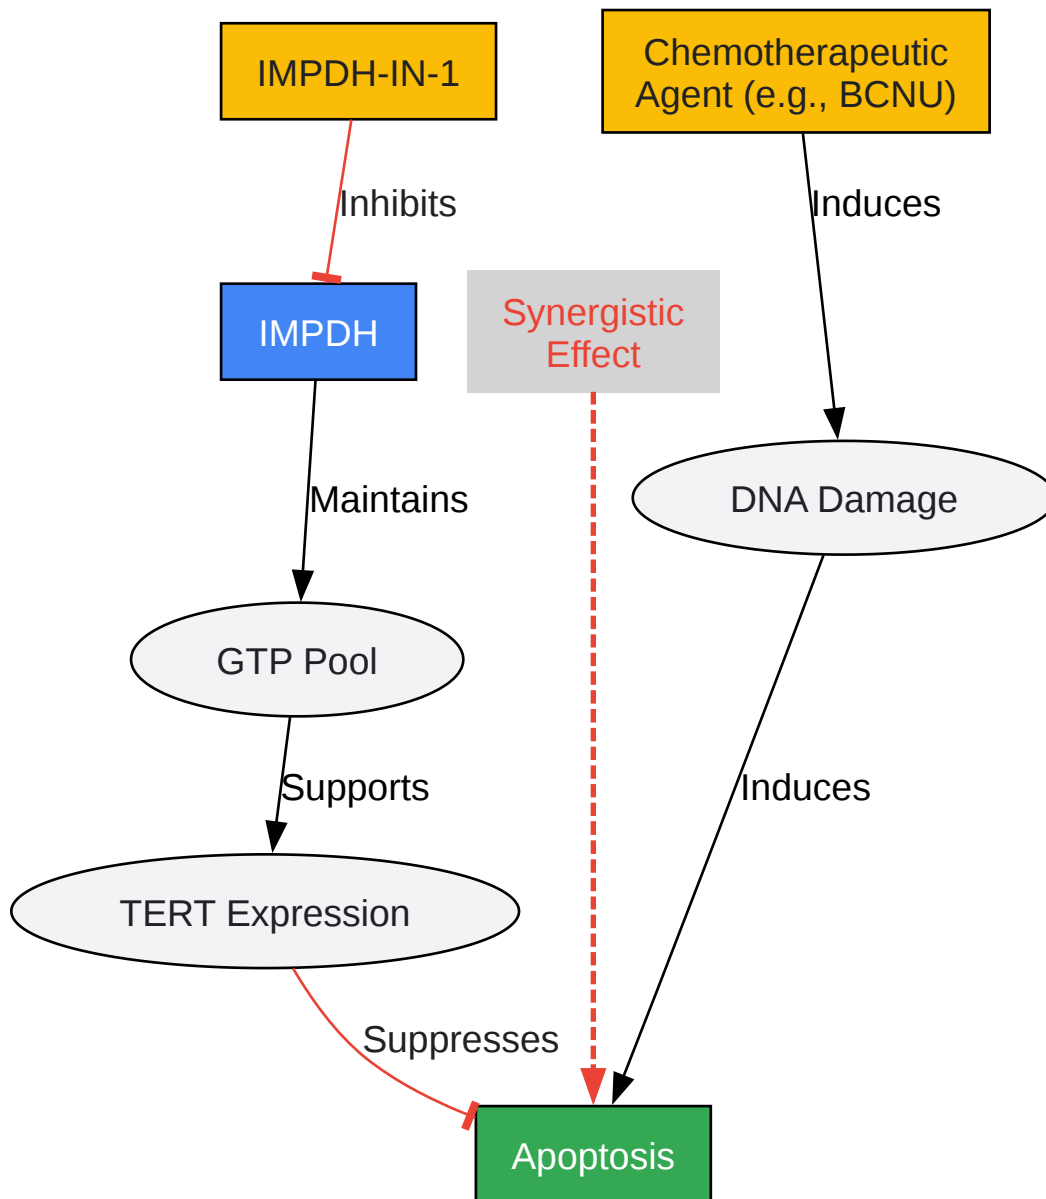 IMPDH-IN-1
Chemotherapeutic
Agent (e.g., BCNU)
Inhibits
Induces
IMPDH
Synergistic
Effect
Maintains
DNA Damage
GTP Pool
Supports
Induces
TERT Expression
Suppresses
Apoptosis